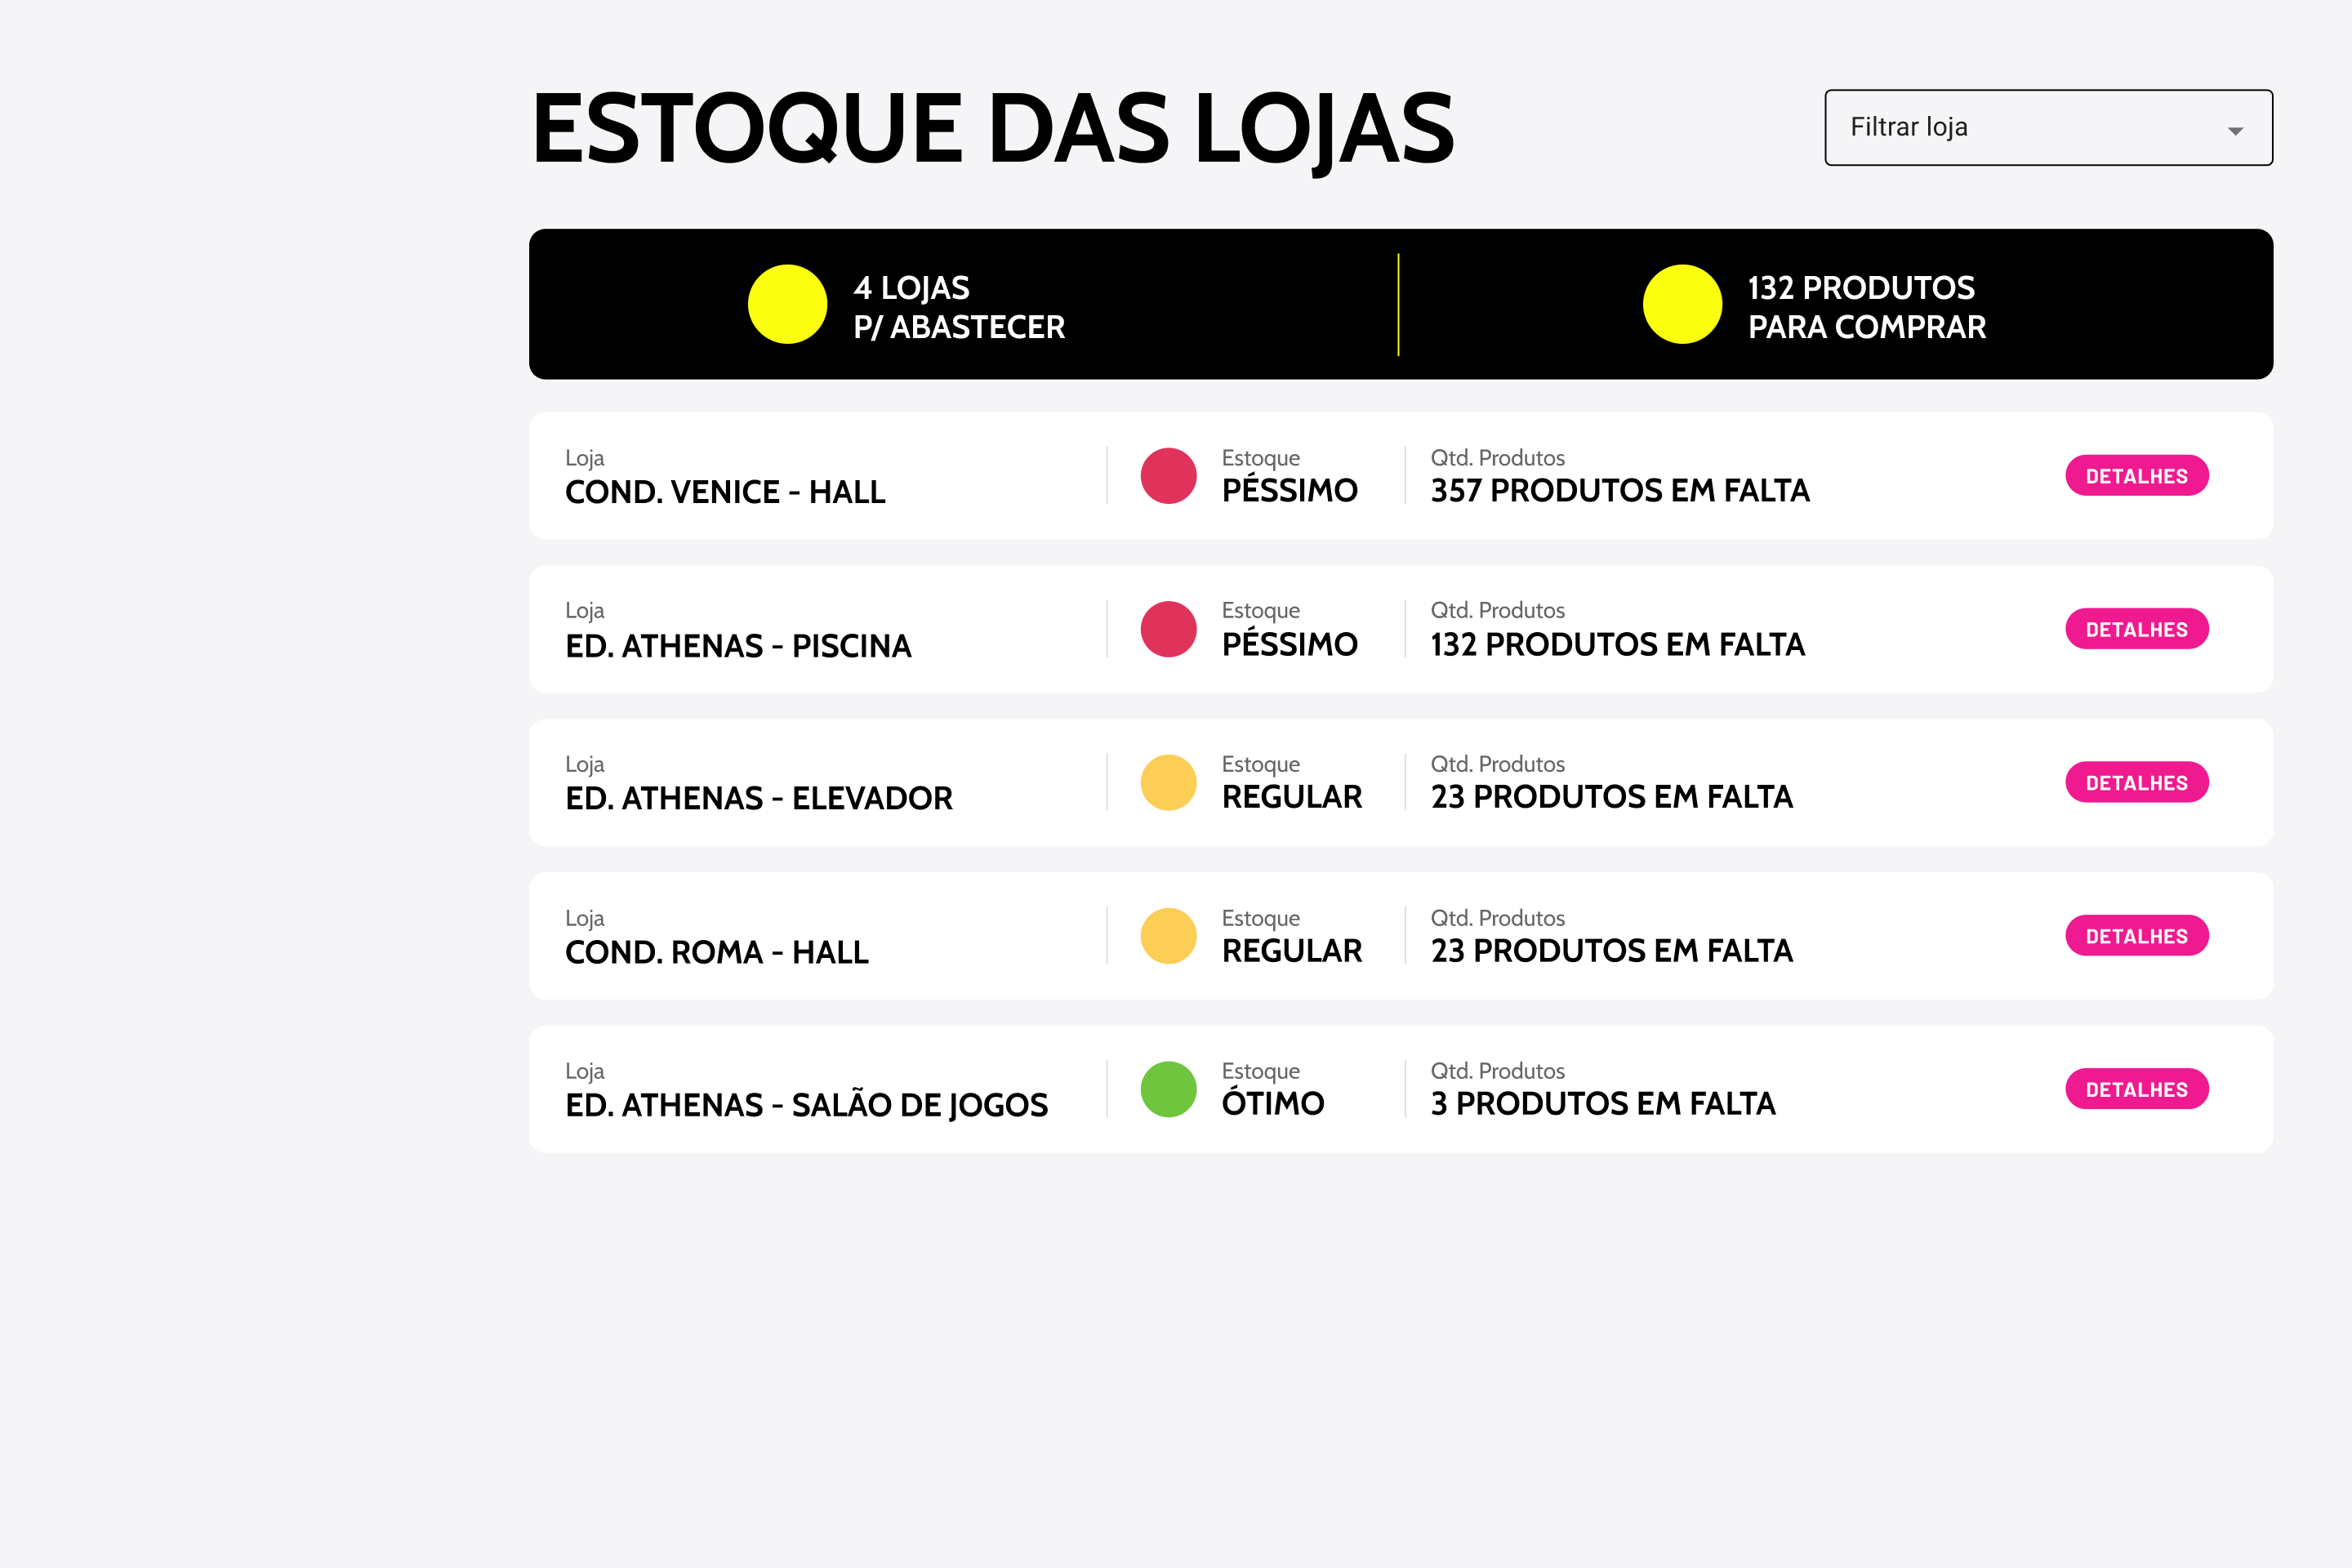 ESTOQUE DAS LOJAS
Filtrar loja
4 LOJAS
P/ ABASTECER
132 PRODUTOS
PARA COMPRAR
Loja
COND. VENICE - HALL
Estoque
PÉSSIMO
Qtd. Produtos
357 PRODUTOS EM FALTA
DETALHES
Loja
ED. ATHENAS - PISCINA
Estoque
PÉSSIMO
Qtd. Produtos
132 PRODUTOS EM FALTA
DETALHES
Loja
ED. ATHENAS - ELEVADOR
Estoque
REGULAR
Qtd. Produtos
23 PRODUTOS EM FALTA
DETALHES
Loja
COND. ROMA - HALL
Estoque
REGULAR
Qtd. Produtos
23 PRODUTOS EM FALTA
DETALHES
Loja
ED. ATHENAS - SALÃO DE JOGOS
Estoque
ÓTIMO
Qtd. Produtos
3 PRODUTOS EM FALTA
DETALHES